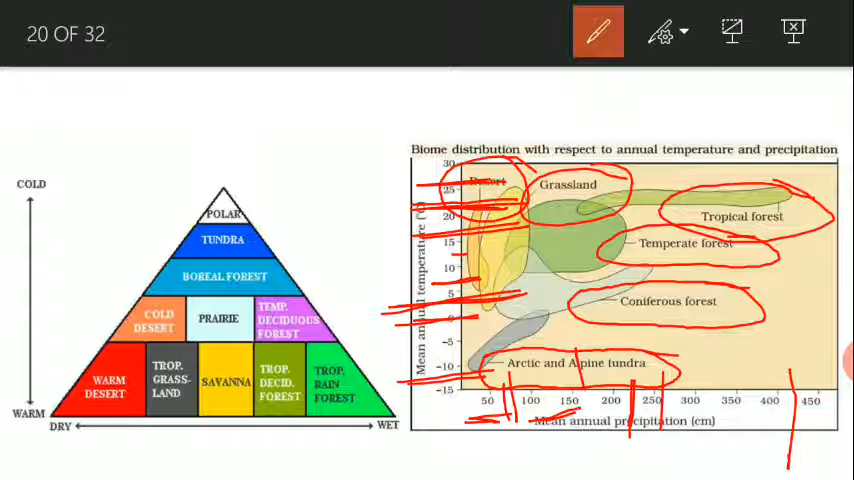 20 OF 32
COLD
POLAR
TUNDRA
BOREAL FOREST
COLD
DESERT
PRAIRIE
TEMP.
DECIDUOUS
FOREST
WARM
DESERT
TROP.
GRASS-
LAND
SAVANNA
TROP.
DECID.
FOREST
TROP.
RAIN
FOREST
WARM
DRY
WET
Biome distribution with respect to annual temperature and precipitation
Mean annual temperature (°C)
30
25
20
15
10
5
0
-5
-10
-15
Desert
Grassland
Tropical forest
Temperate forest
Coniferous forest
Arctic and Alpine tundra
50 100 150 200 250 300 350 400 450
Mean annual precipitation (cm)